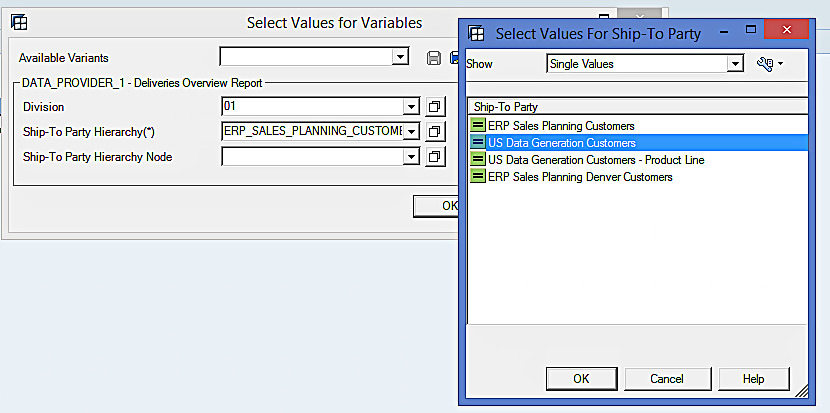 Select Values for Variables
Available Variants
DATA_PROVIDER_1 - Deliveries Overview Report
Division
01
Ship-To Party Hierarchy(*)
ERP_SALES_PLANNING_CUSTOME
Ship-To Party Hierarchy Node
OK
Select Values For Ship-To Party
Show
Single Values
Ship-To Party
ERP Sales Planning Customers
US Data Generation Customers
US Data Generation Customers - Product Line
ERP Sales Planning Denver Customers
OK
Cancel
Help